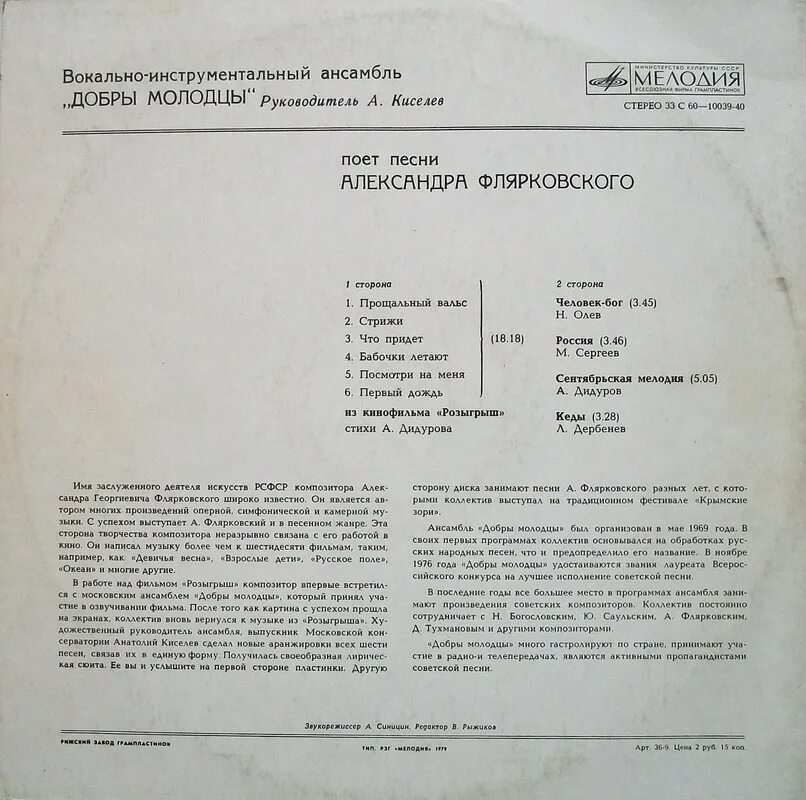 Вокально-инструментальный ансамбль
„ДОБРЫ МОЛОДЦЫ“ Руководитель А. Киселев
МИНИСТЕРСТВО КУЛЬТУРЫ СССР
МЕЛОДИЯ
ВСЕСОЮЗНАЯ ФИРМА ГРАМПЛАСТИНОК
СТЕРЕО 33 С 60—10039-40
поет песни
АЛЕКСАНДРА ФЛЯРКОВСКОГО
1 сторона
1. Прощальный вальс
2. Стрижи
3. Что придет
4. Бабочки летают
5. Посмотри на меня
6. Первый дождь
(18.18)
из кинофильма «Розыгрыш»
стихи А. Дидурова
2 сторона
Человек-бог (3.45)
Н. Олев
Россия (3.46)
М. Сергеев
Сентябрьская мелодия (5.05)
А. Дидуров
Кеды (3.28)
Л. Дербенев
Имя заслуженного деятеля искусств РСФСР композитора Алек-
сандра Георгиевича Флярковского широко известно. Он является ав-
тором многих произведений оперной, симфонической и камерной му-
зыки. С успехом выступает А. Флярковский и в песенном жанре. Эта
сторона творчества композитора неразрывно связана с его работой в
кино. Он написал музыку более чем к шестидесяти фильмам, таким,
например, как «Девичья весна», «Взрослые дети», «Русское поле»,
«Океан» и многие другие.
В работе над фильмом «Розыгрыш» композитор впервые встретил-
ся с московским ансамблем «Добры молодцы», который принял уча-
стие в озвучивании фильма. После того как картина с успехом прошла
на экранах, коллектив вновь вернулся к музыке из «Розыгрыша». Ху-
дожественный руководитель ансамбля, выпускник Московской кон-
серватории Анатолий Киселев сделал новые аранжировки всех шести
песен, связав их в единую форму. Получилась своеобразная лириче-
ская сюита. Ее вы и услышите на первой стороне пластинки. Другую
сторону диска занимают песни А. Флярковского разных лет, с кото-
рыми коллектив выступал на традиционном фестивале «Крымские
зори».
Ансамбль «Добры молодцы» был организован в мае 1969 года. В
своих первых программах коллектив основывался на обработках рус-
ских народных песен, что и предопределило его название. В ноябре
1976 года «Добры молодцы» удостаиваются звания лауреата Всерос-
сийского конкурса на лучшее исполнение советской песни.
В последние годы все большее место в программах ансамбля зани-
мают произведения советских композиторов. Коллектив постоянно
сотрудничает с Н. Богословским, Ю. Саульским, А. Флярковским,
Д. Тухмановым и другими композиторами.
«Добры молодцы» много гастролируют по стране, принимают уча-
стие в радио-и телепередачах, являются активными пропагандистами
советской песни.
Звукорежиссер А. Синицин. Редактор В. Рыжиков
РИЖСКИЙ ЗАВОД ГРАМПЛАСТИНОК
ТИП. РЗГ «МЕЛОДИЯ» 1979
Арт. 36-9. Цена 2 руб. 15 коп.